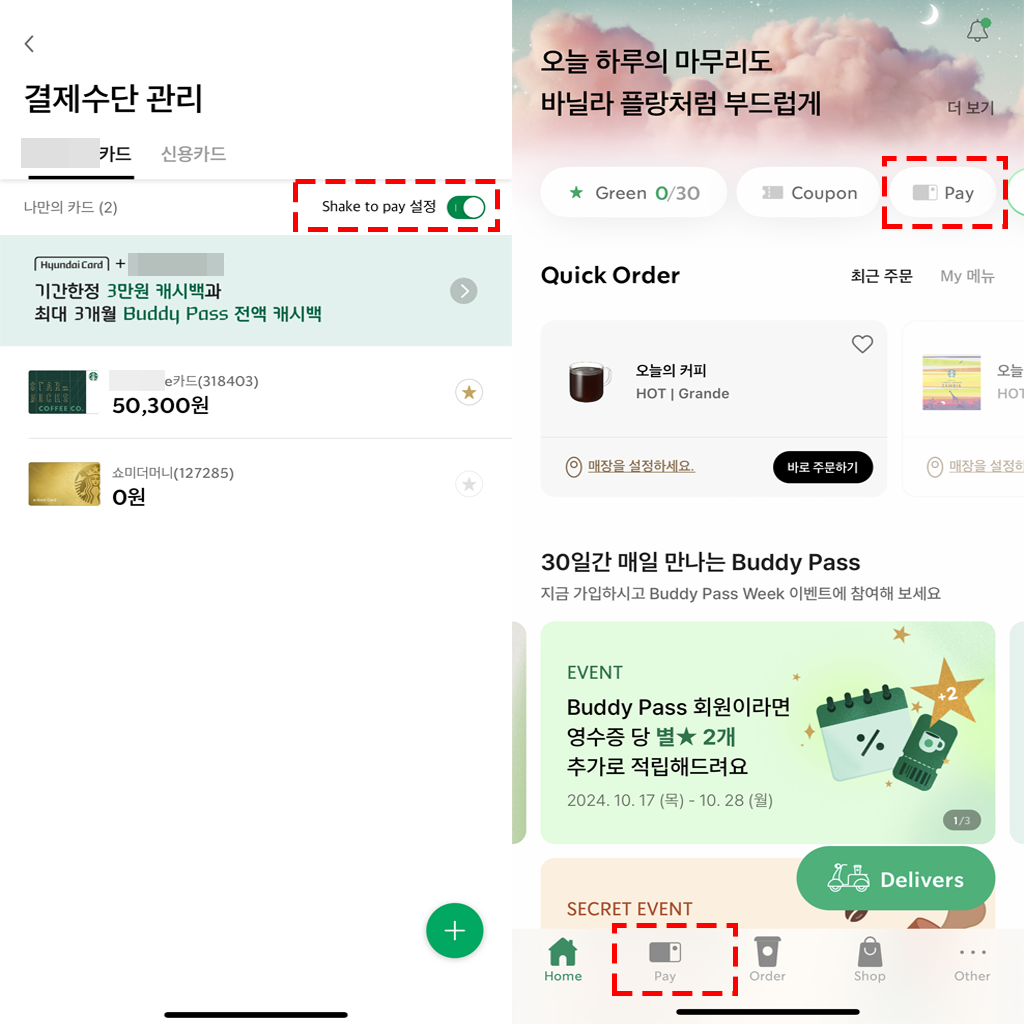 결제수단 관리
카드 신용카드
나만의 카드 (2) Shake to pay 설정
Hyundai Card +
기간한정 3만원 캐시백과
최대 3개월 Buddy Pass 전액 캐시백
e카드(318403)
50,300원
STAR
BUCKS
COFFEE CO.
쇼미더머니(127285)
0원
오늘 하루의 마무리도
바닐라 플랑처럼 부드럽게
더 보기
Green 0/30
Coupon
Pay
Quick Order
최근 주문 My 메뉴
오늘의 커피
HOT | Grande
매장을 설정하세요.
바로 주문하기
오늘
HOT
매장을 설정하
30일간 매일 만나는 Buddy Pass
지금 가입하시고 Buddy Pass Week 이벤트에 참여해 보세요
EVENT
Buddy Pass 회원이라면
영수증 당 별★ 2개
추가로 적립해드려요
2024. 10. 17 (목) - 10. 28 (월)
%
+2
1/3
Delivers
SECRET EVENT
Home
Pay
Order
Shop
Other